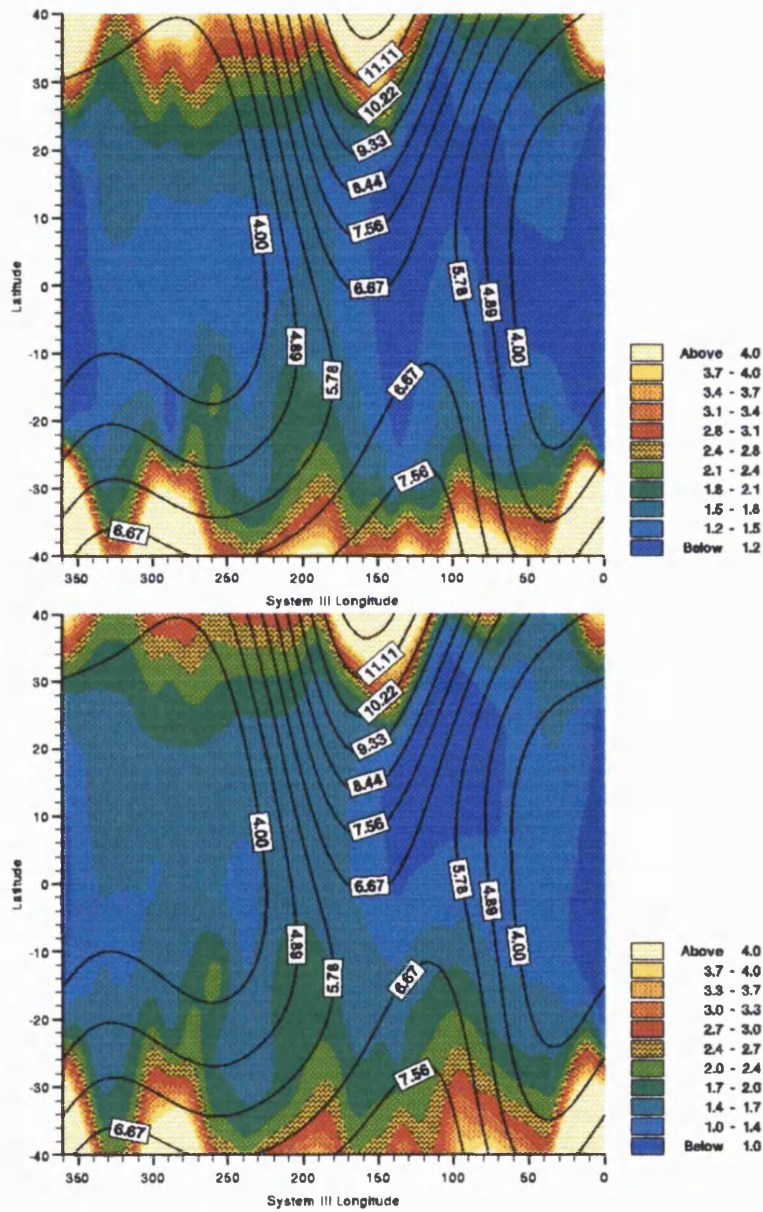 40
30
20
10
0
-10
-20
-30
-40
Latitude
11.11
10.22
9.33
8.44
7.56
6.67
4.00
4.89
5.78
5.78
4.89
4.00
6.67
7.56
6.67
350 300 250 200 150 100 50 0
System III Longitude
Above 4.0
3.7 - 4.0
3.4 - 3.7
3.1 - 3.4
2.8 - 3.1
2.4 - 2.8
2.1 - 2.4
1.8 - 2.1
1.5 - 1.8
1.2 - 1.5
Below 1.2
40
30
20
10
0
-10
-20
-30
-40
Latitude
11.11
10.22
9.33
8.44
7.56
6.67
4.00
4.89
5.78
5.78
4.89
4.00
6.67
7.56
6.67
350 300 250 200 150 100 50 0
System III Longitude
Above 4.0
3.7 - 4.0
3.3 - 3.7
3.0 - 3.3
2.7 - 3.0
2.4 - 2.7
2.0 - 2.4
1.7 - 2.0
1.4 - 1.7
1.0 - 1.4
Below 1.0